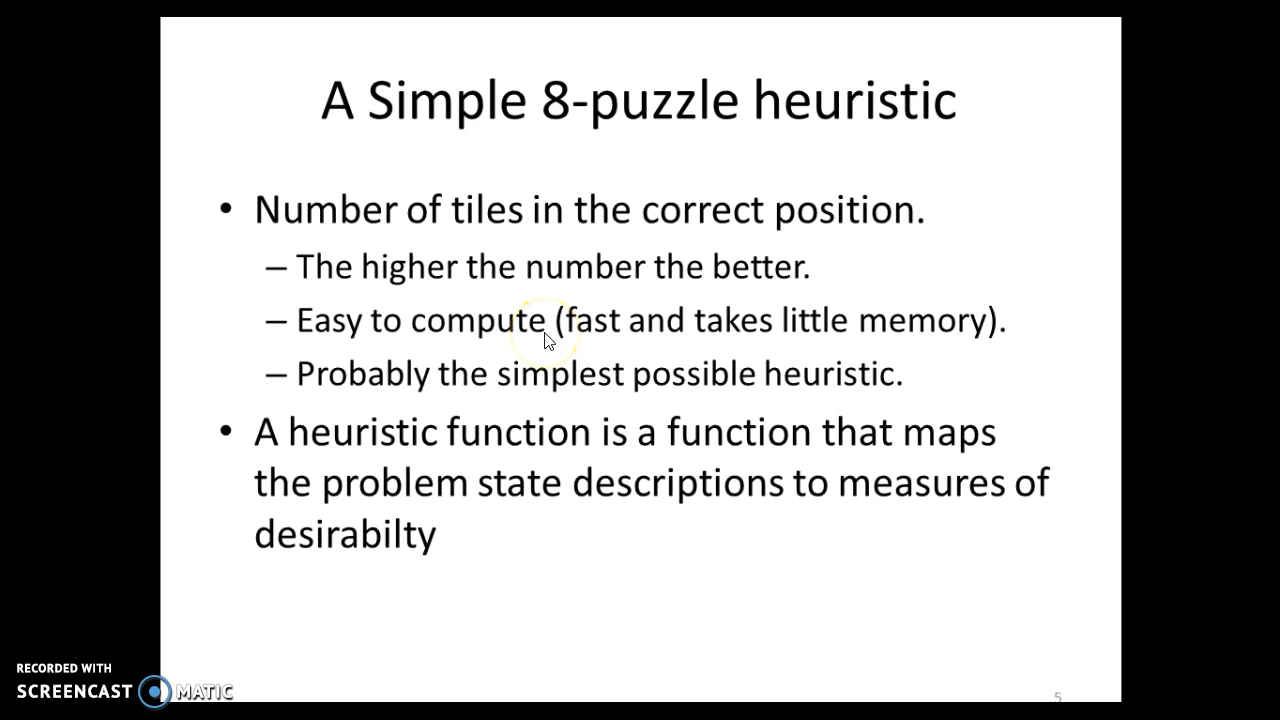 A Simple 8-puzzle heuristic
• Number of tiles in the correct position.
– The higher the number the better.
– Easy to compute (fast and takes little memory).
– Probably the simplest possible heuristic.
• A heuristic function is a function that maps
the problem state descriptions to measures of
desirabilty
RECORDED WITH
SCREENCAST MATIC
5